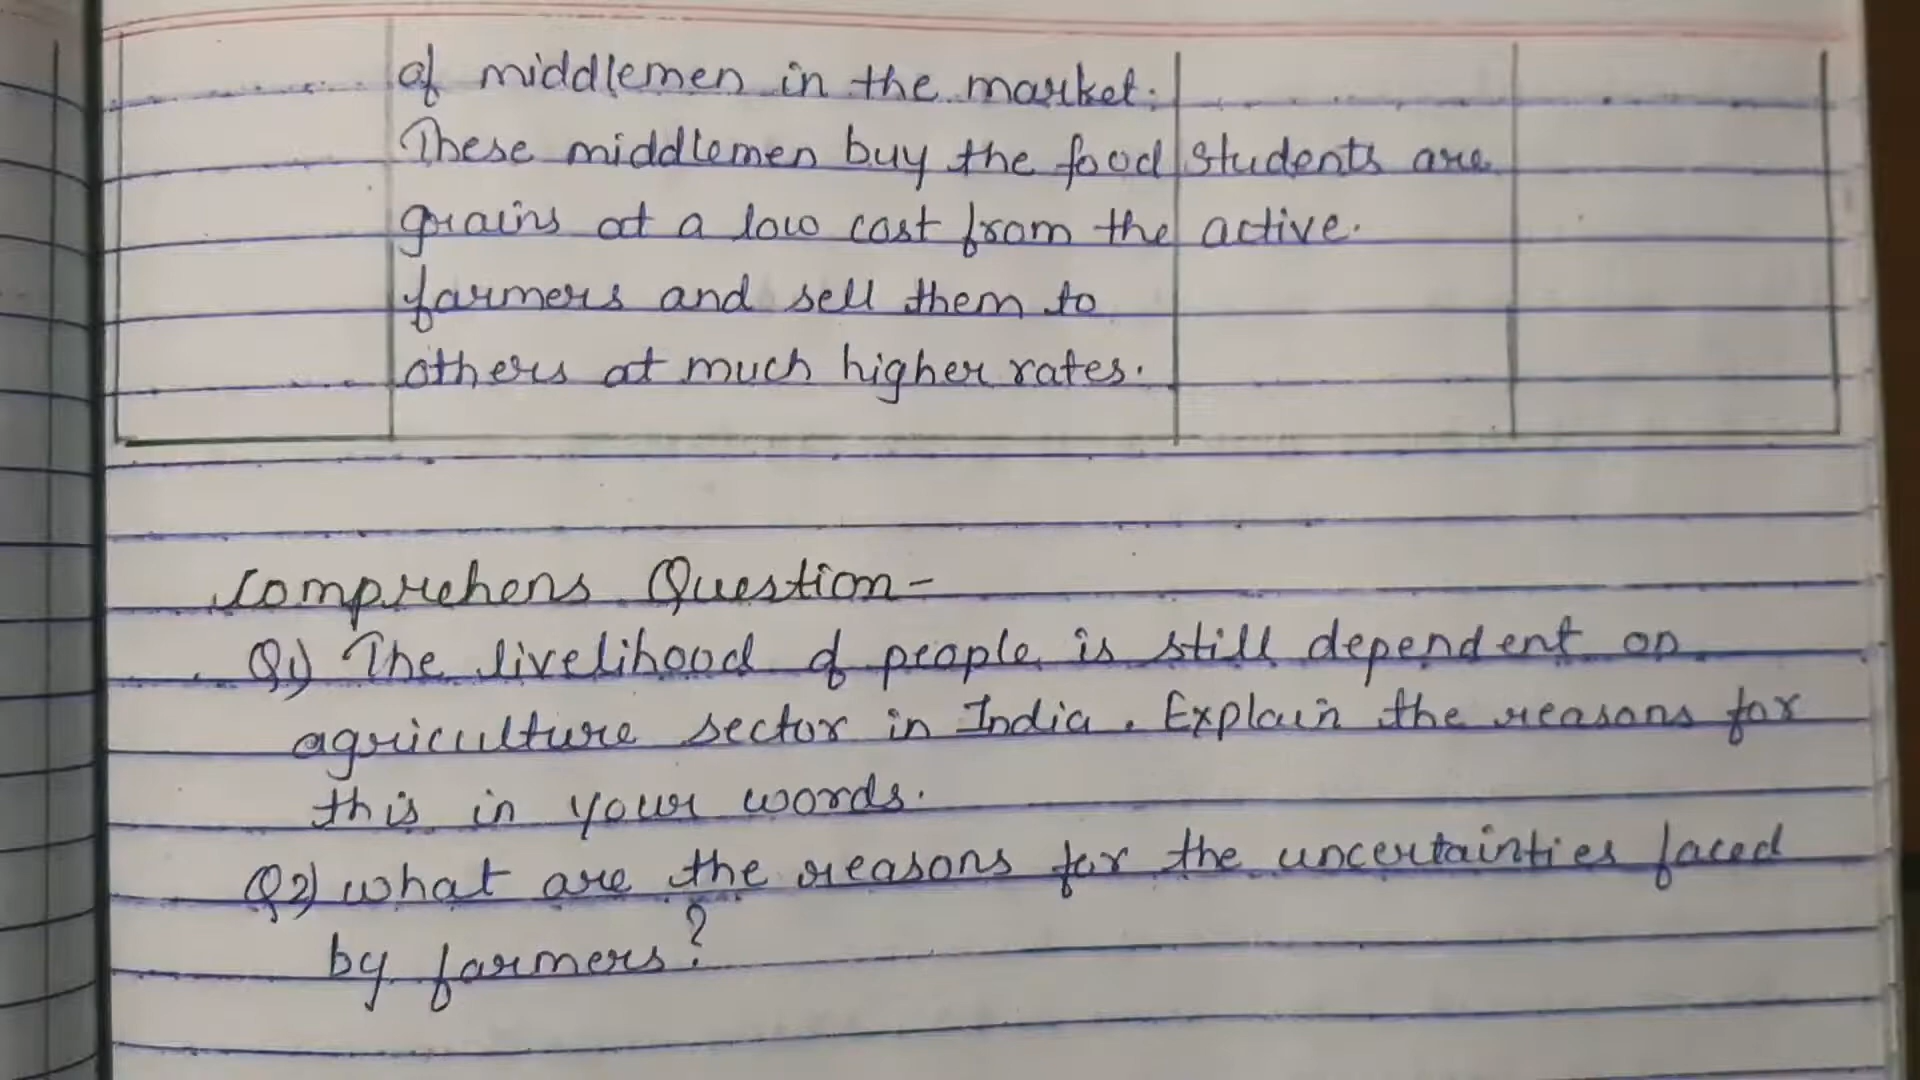 of middlemen in the market.
These middlemen buy the food
grains at a low cost from the
farmers and sell them to
others at much higher rates.
students are
active.
Comprehens Question-
Q1) The livelihood of people is still dependent on
agriculture sector in India. Explain the reasons for
this in your words.
Q2) what are the reasons for the uncertainties faced
by farmers?